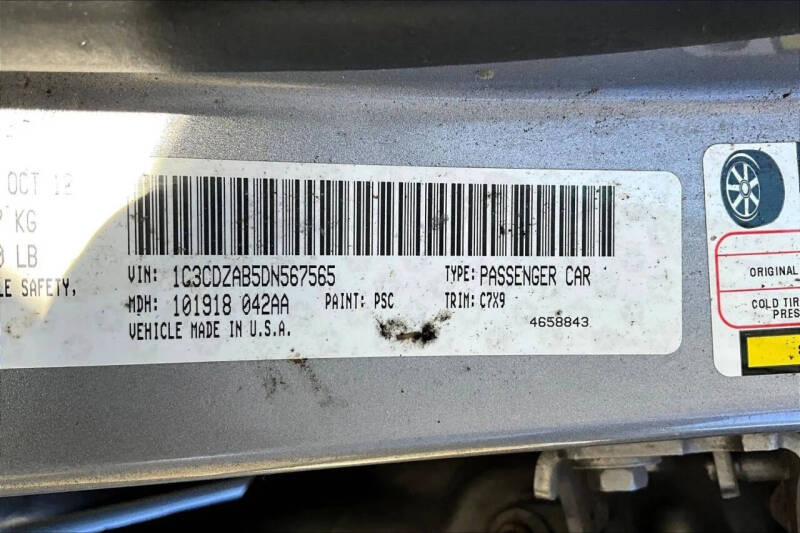 OCT 12
KG
LB
LE SAFETY,
VIN: 1C3CDZAB5DN567565 TYPE: PASSENGER CAR
MDH: 101918 042AA PAINT: PSC TRIM: C7X9
VEHICLE MADE IN U.S.A.
4658843
ORIGINAL
COLD TIR
PRES